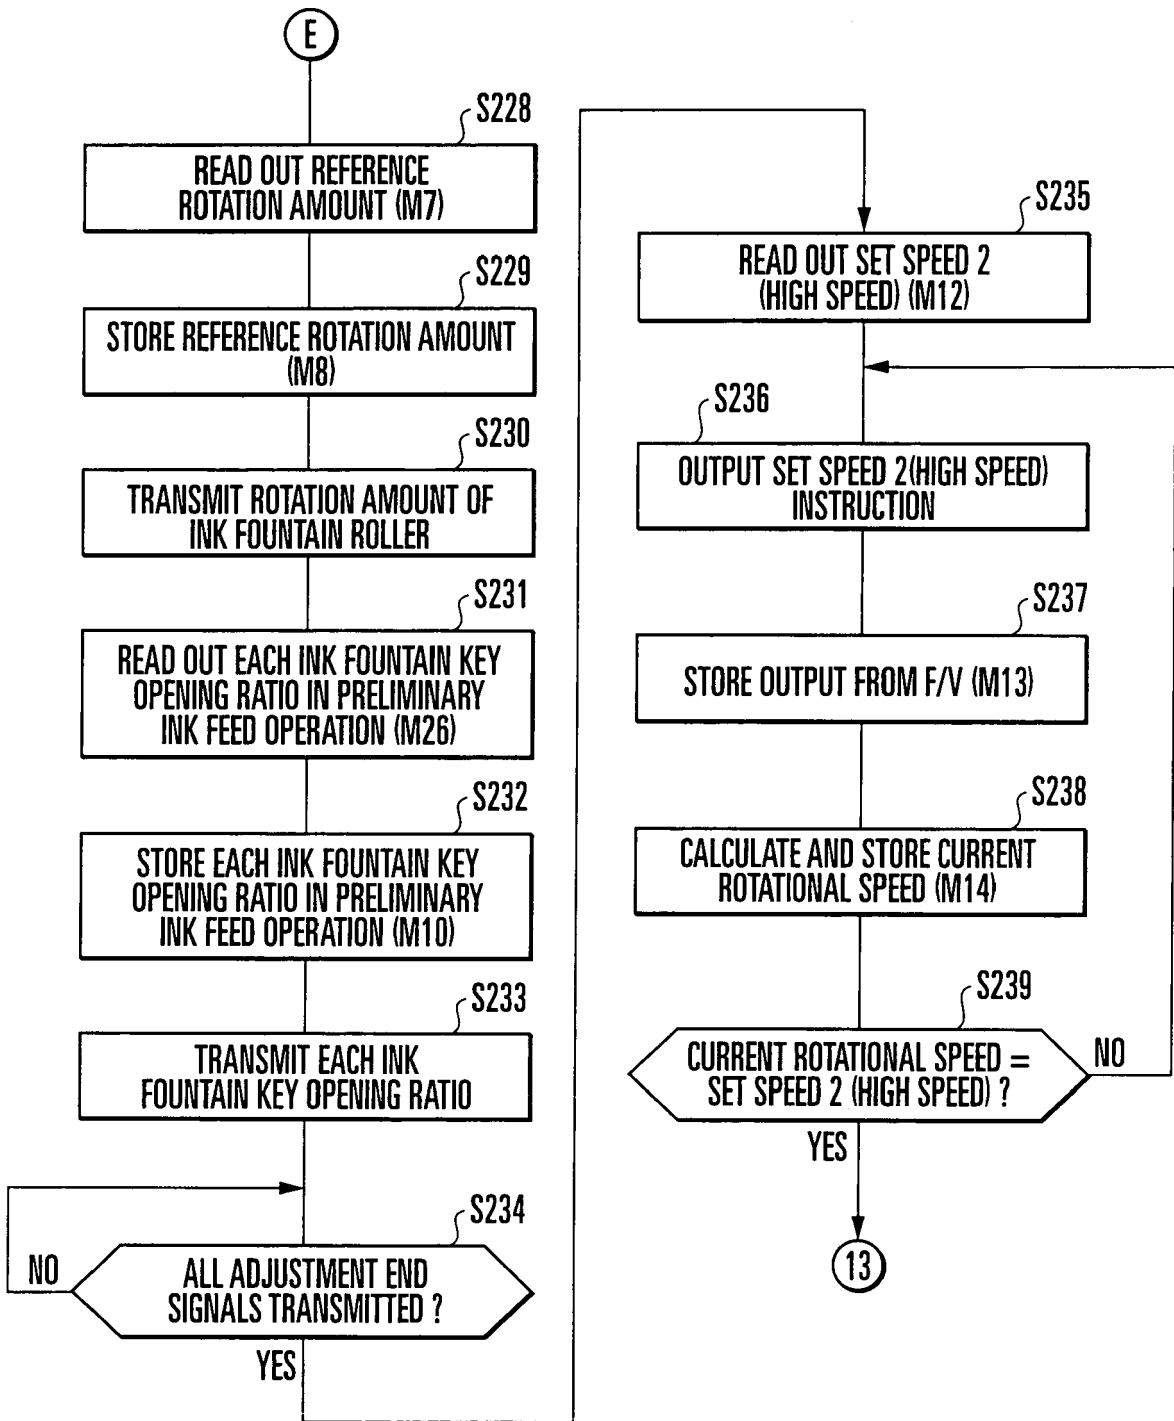 E
S228
READ OUT REFERENCE
ROTATION AMOUNT (M7)
S229
STORE REFERENCE ROTATION AMOUNT
(M8)
S230
TRANSMIT ROTATION AMOUNT OF
INK FOUNTAIN ROLLER
S231
READ OUT EACH INK FOUNTAIN KEY
OPENING RATIO IN PRELIMINARY
INK FEED OPERATION (M26)
S232
STORE EACH INK FOUNTAIN KEY
OPENING RATIO IN PRELIMINARY
INK FEED OPERATION (M10)
S233
TRANSMIT EACH INK
FOUNTAIN KEY OPENING RATIO
S234
NO
ALL ADJUSTMENT END
SIGNALS TRANSMITTED ?
YES
S235
READ OUT SET SPEED 2
(HIGH SPEED) (M12)
S236
OUTPUT SET SPEED 2(HIGH SPEED)
INSTRUCTION
S237
STORE OUTPUT FROM F/V (M13)
S238
CALCULATE AND STORE CURRENT
ROTATIONAL SPEED (M14)
S239
CURRENT ROTATIONAL SPEED =
SET SPEED 2 (HIGH SPEED) ?
NO
YES
13